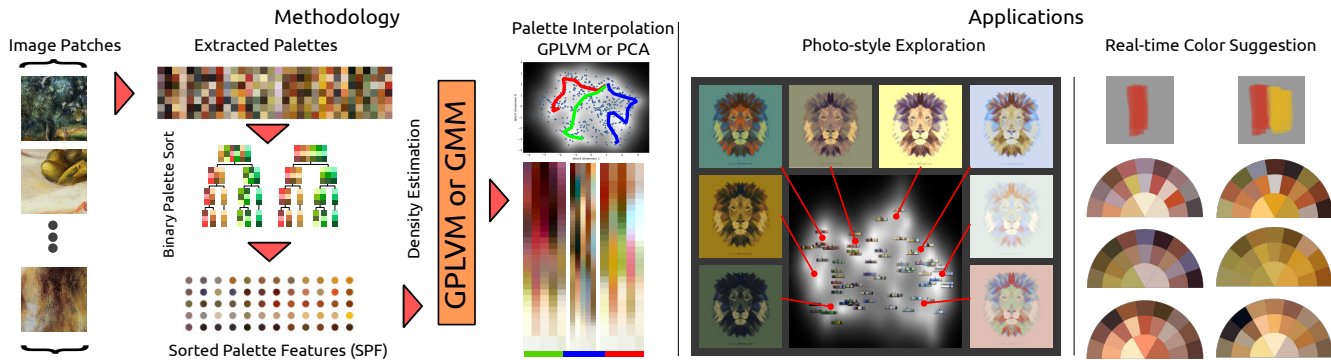 Methodology
Applications
Image Patches
Extracted Palettes
Palette Interpolation
GPLVM or PCA
Photo-style Exploration
Real-time Color Suggestion
Binary Palette Sort
Density Estimation
GPLVM or GMM
Sorted Palette Features (SPF)